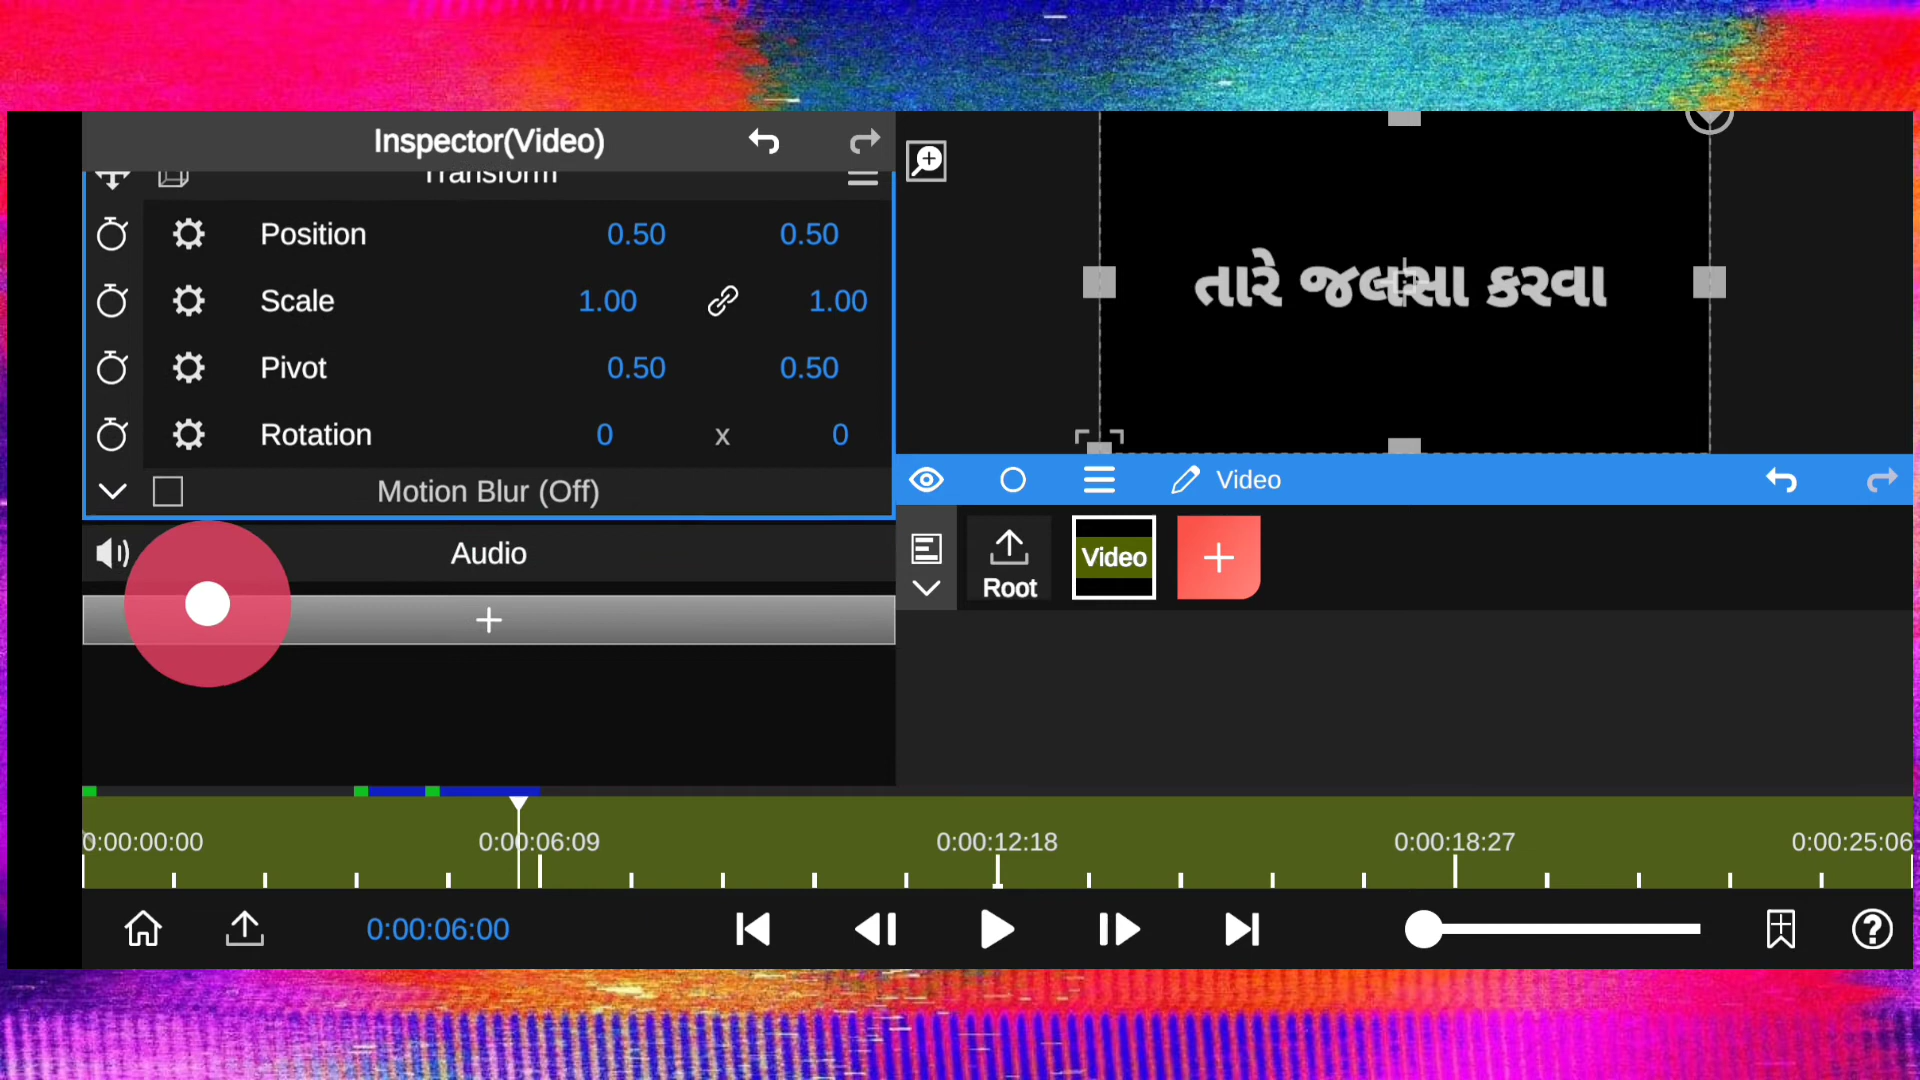 Inspector(Video)
Transform
Position 0.50 0.50
Scale 1.00 1.00
Pivot 0.50 0.50
Rotation 0 x 0
Motion Blur (Off)
Audio
તારે જલસા કરવા
Video
Root
Video
0:00:00:00 0:00:06:09 0:00:12:18 0:00:18:27 0:00:25:06
0:00:06:00